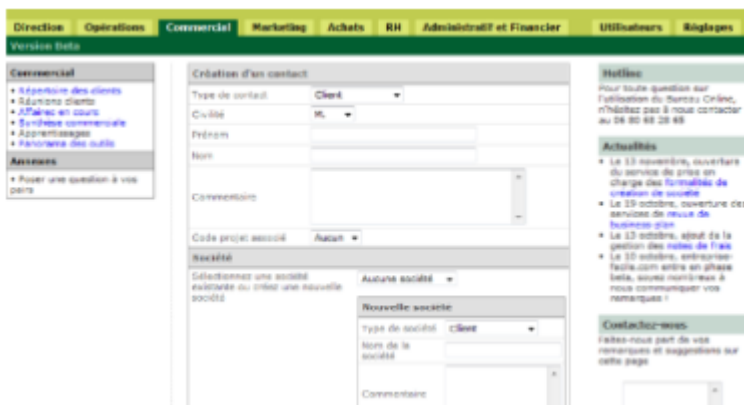 Direction Opérations Commercial Marketing Achats RH Administratif et Financier Utilisateurs Réglages
Version Beta
Commercial
• Répertoire des clients
• Réunions clients
• Affaires en cours
• Synthèse commerciale
• Apprentissages
• Panorama des outils
Annexes
• Poser une question à vos
pairs
Création d'un contact
Type de contact Client
Civilité M.
Prénom
Nom
Commentaire
Code projet associé Aucun
Société
Sélectionnez une société
existante ou créez une nouvelle
société
Aucune société
Nouvelle société
Type de société Client
Nom de la
société
Commentaire
Hotline
Pour toute question sur
l'utilisation du Bureau Online,
n'hésitez pas à nous contacter
au 06 80 68 28 68
Actualités
• Le 13 novembre, ouverture
du service de prise en
charge des formalités de
création de société
• Le 19 octobre, ouverture des
services de revue de
business plan
• Le 13 octobre, ajout de la
gestion des notes de frais
• Le 10 octobre, entreprise-
facile.com entre en phase
beta, soyez nombreux à
nous communiquer vos
remarques !
Contactez-nous
Faites-nous part de vos
remarques et suggestions sur
cette page